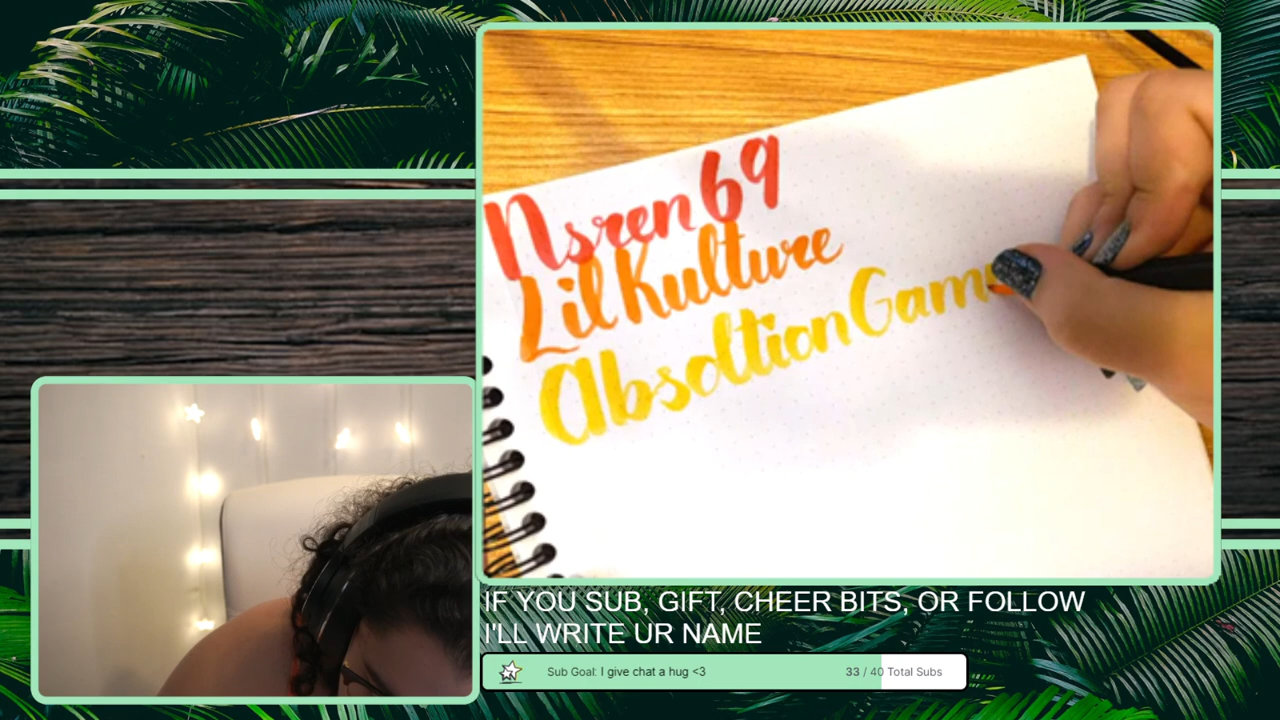 Nsren69
LilKulture
AbsoltionGam
IF YOU SUB, GIFT, CHEER BITS, OR FOLLOW
I'LL WRITE UR NAME
Sub Goal: I give chat a hug <3 33 / 40 Total Subs